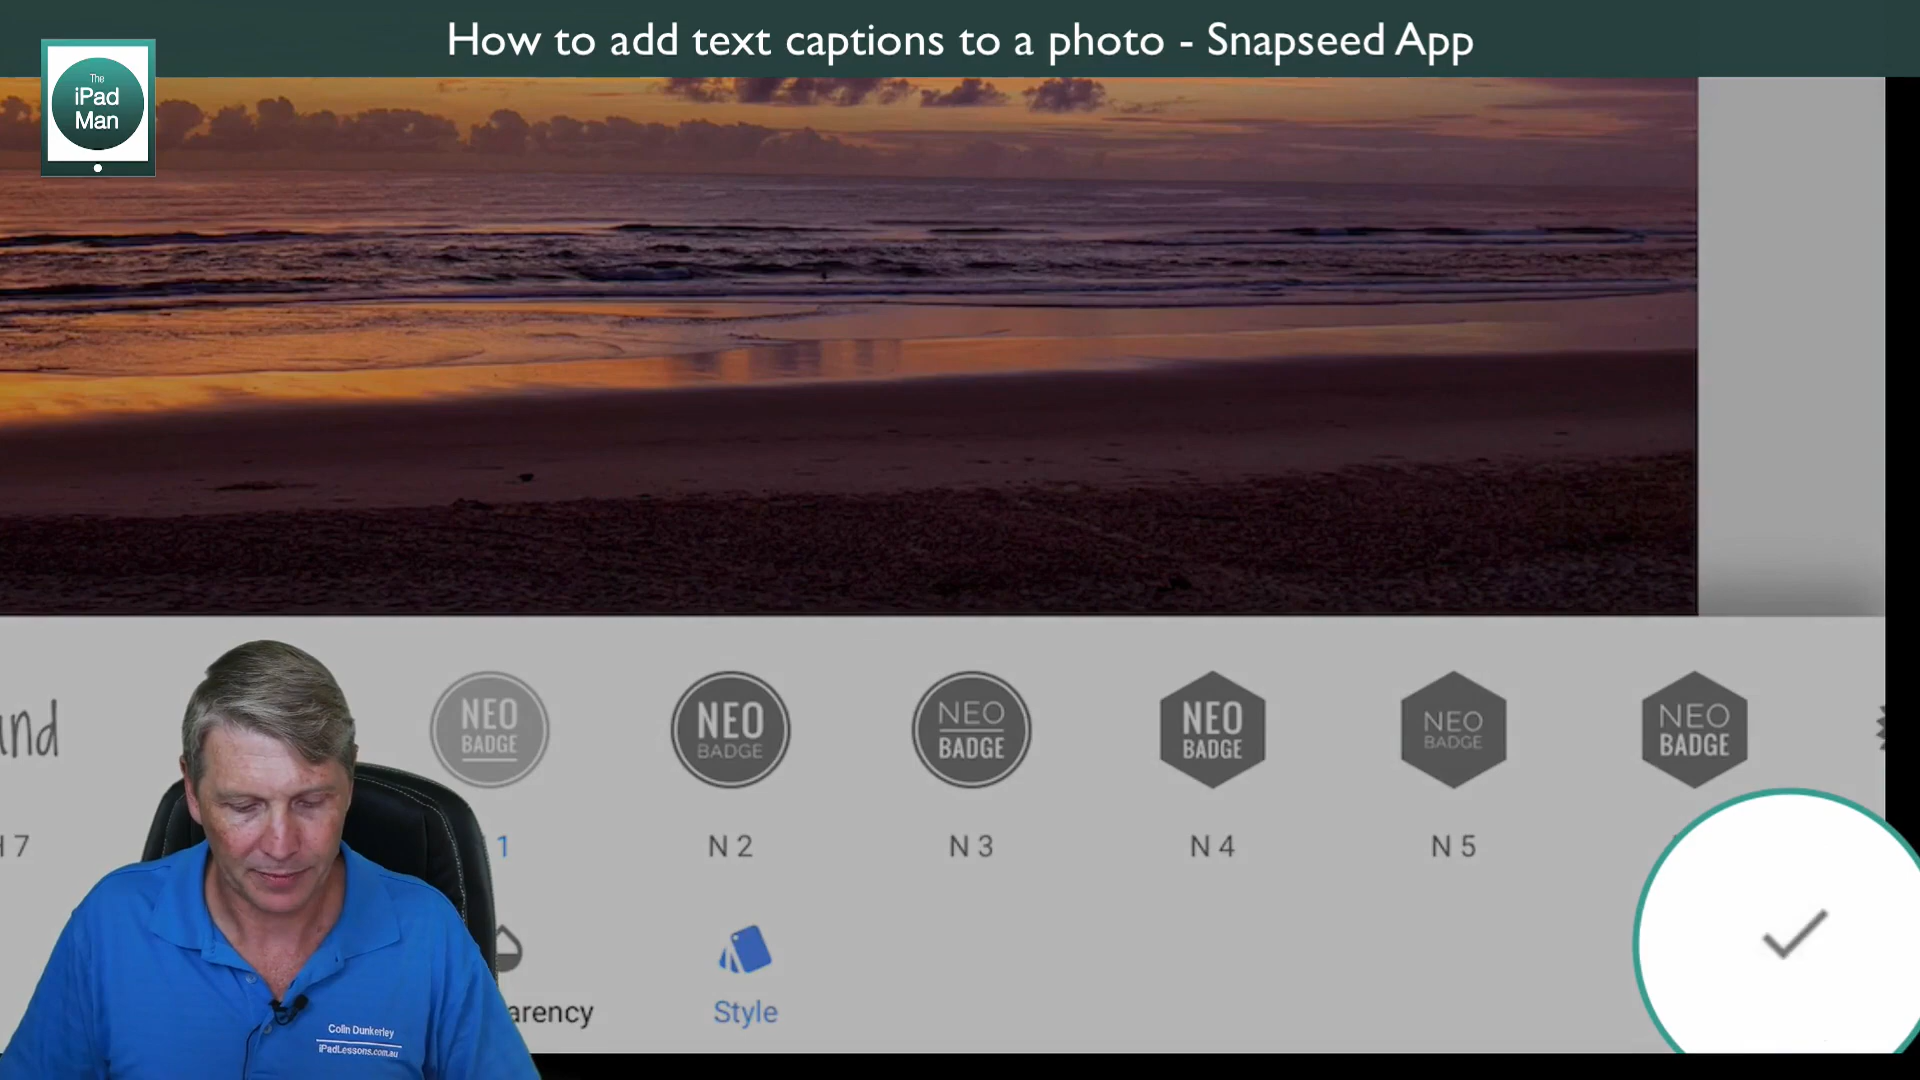 How to add text captions to a photo - Snapseed App
The
iPad
Man
NEO
BADGE
NEO
BADGE
NEO
BADGE
NEO
BADGE
NEO
BADGE
NEO
BADGE
and
7
1
N 2
N 3
N 4
N 5
arency
Style
Colin Dunkerley
iPadLessons.com.au